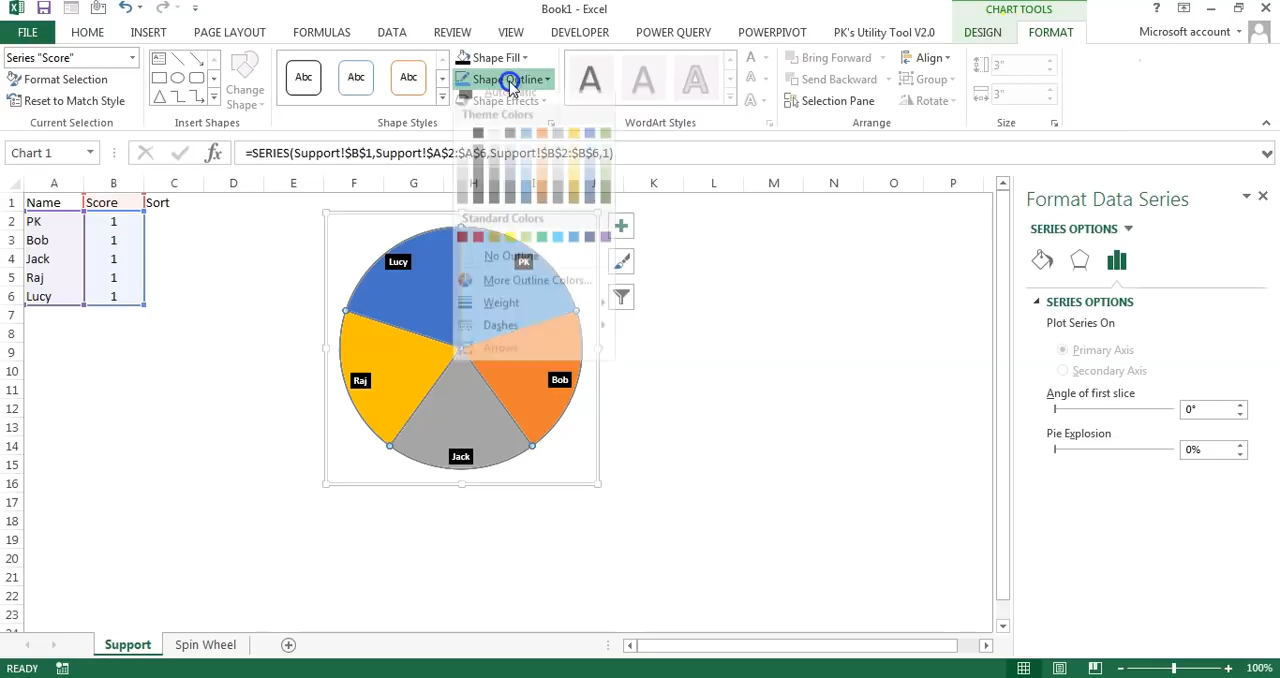 Book1 - Excel
CHART TOOLS
?
FILE HOME INSERT PAGE LAYOUT FORMULAS DATA REVIEW VIEW DEVELOPER POWER QUERY POWERPIVOT PK's Utility Tool V2.0 DESIGN FORMAT Microsoft account
Series "Score"
Format Selection
Reset to Match Style
Current Selection
Change Shape
Insert Shapes
Abc Abc Abc
Shape Fill
Shape Outline
Shape Effects
Shape Styles
A A A
WordArt Styles
Bring Forward
Send Backward
Selection Pane
Align
Group
Rotate
Arrange
3"
3"
Size
Automatic
Theme Colors
Standard Colors
No Outline
More Outline Colors...
Weight
Dashes
Arrows
Chart 1
fx
=SERIES(Support!$B$1,Support!$A$2:$A$6,Support!$B$2:$B$6,1)
A B C D E F G H I J K L M N O P
1 Name Score Sort
2 PK 1
3 Bob 1
4 Jack 1
5 Raj 1
6 Lucy 1
7
8
9
10
11
12
13
14
15
16
17
18
19
20
21
22
23
Lucy
PK
Raj
Bob
Jack
Format Data Series
SERIES OPTIONS
SERIES OPTIONS
Plot Series On
Primary Axis
Secondary Axis
Angle of first slice
0°
Pie Explosion
0%
Support Spin Wheel
READY
100%